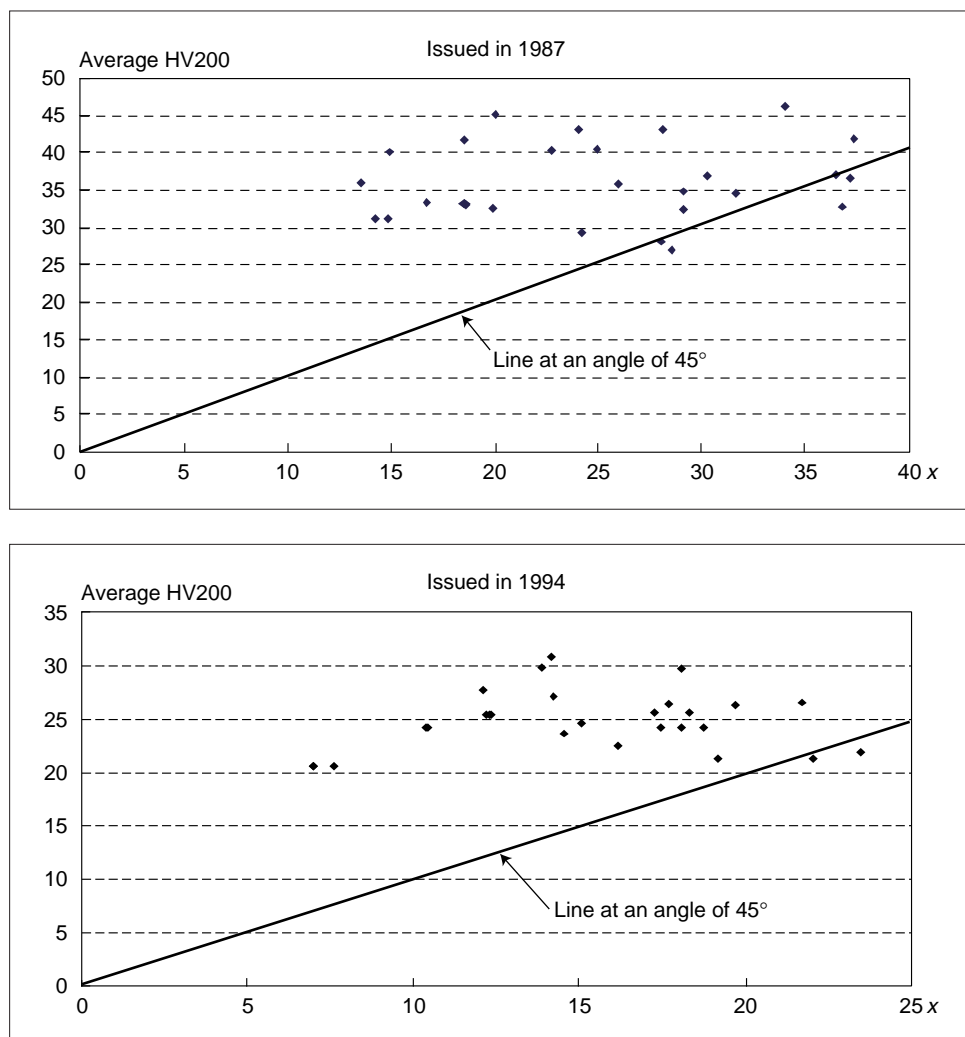 Issued in 1987
Average HV200
50
45
40
35
30
25
20
15
10
5
0
Line at an angle of 45°
0 5 10 15 20 25 30 35 40 x
Issued in 1994
Average HV200
35
30
25
20
15
10
5
0
Line at an angle of 45°
0 5 10 15 20 25 x